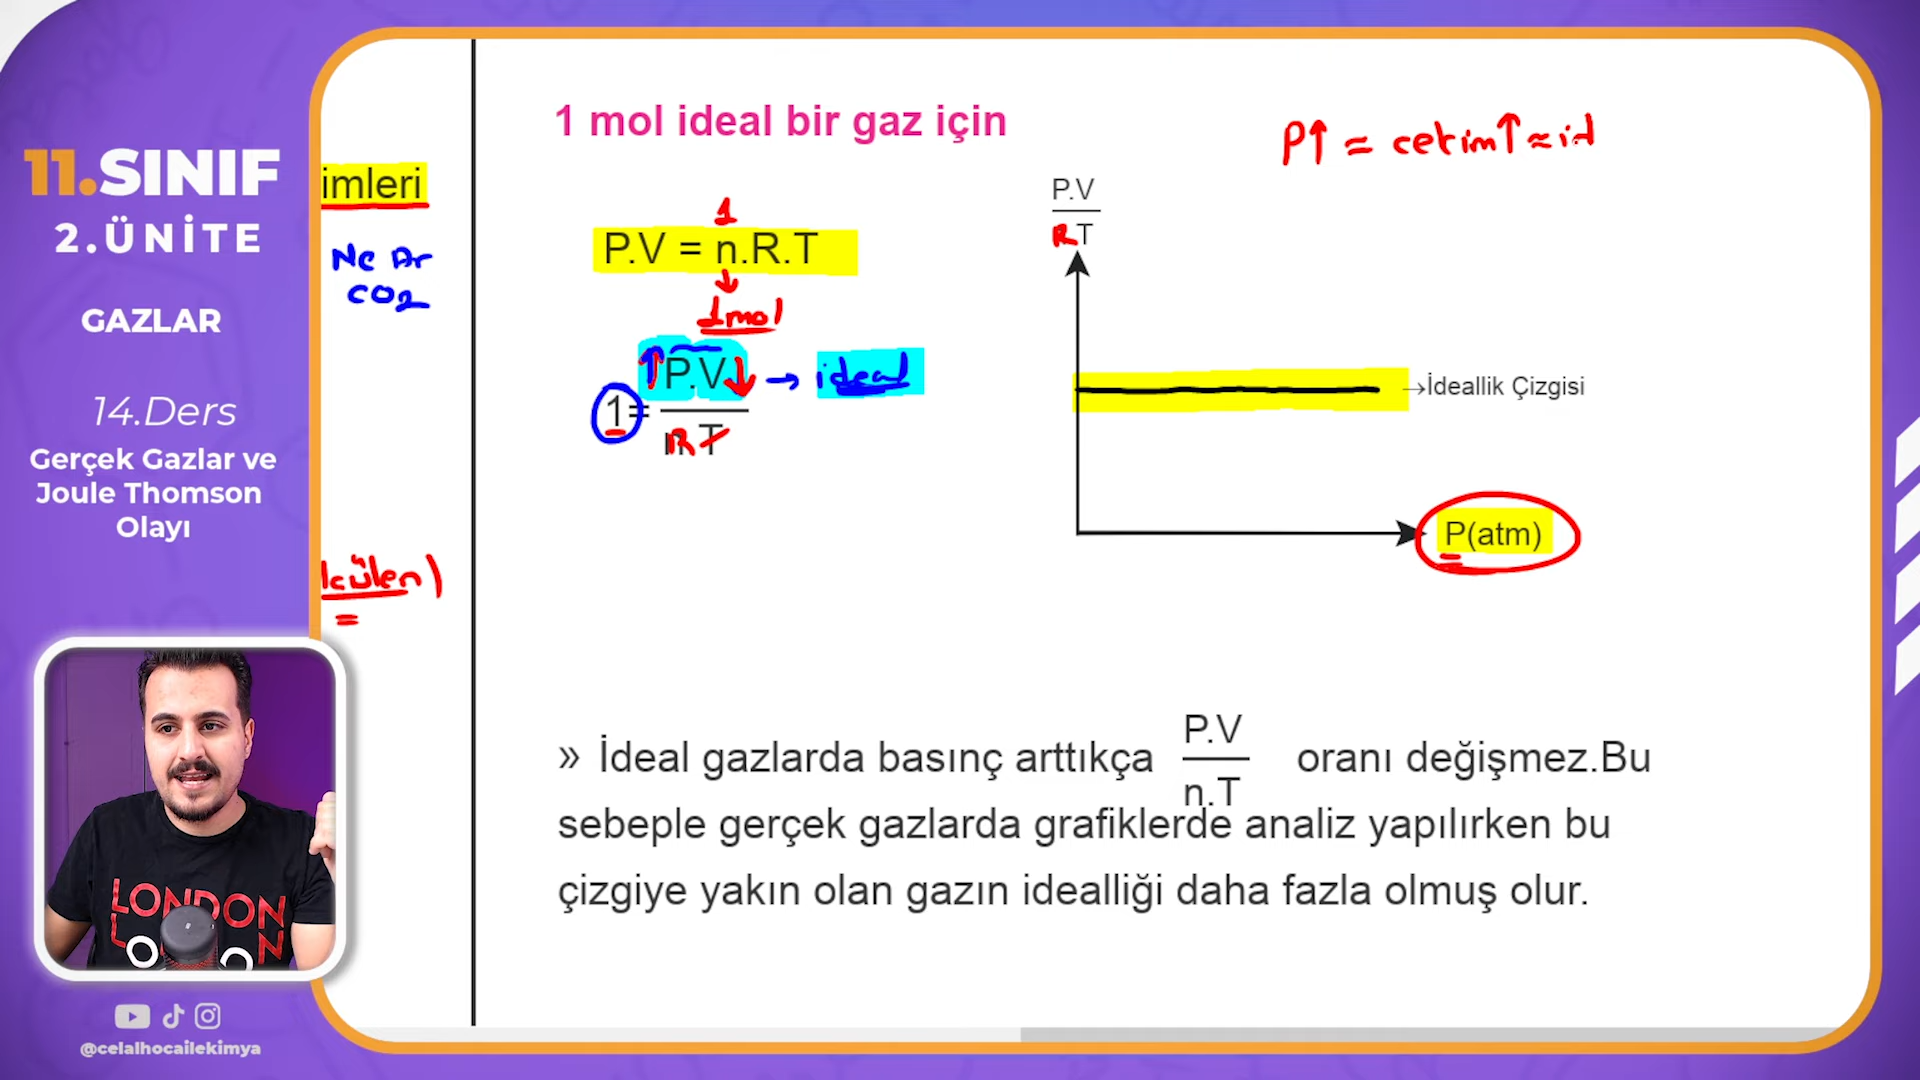 11.SINIF
2.ÜNİTE
GAZLAR
14.Ders
Gerçek Gazlar ve
Joule Thomson
Olayı
imleri
Ne Ar
CO2
külen)
=
1 mol ideal bir gaz için
1
P.V = n.R.T
1mol
P.V → ideal
1=
RT
P↑ ≈ çekim↑ ≈ id
P.V
RT
→İdeallik Çizgisi
P(atm)
» İdeal gazlarda basınç arttıkça P.V/n.T oranı değişmez.Bu
sebeple gerçek gazlarda grafiklerde analiz yapılırken bu
çizgiye yakın olan gazın idealliği daha fazla olmuş olur.
LONDON
@celalhocailekimya